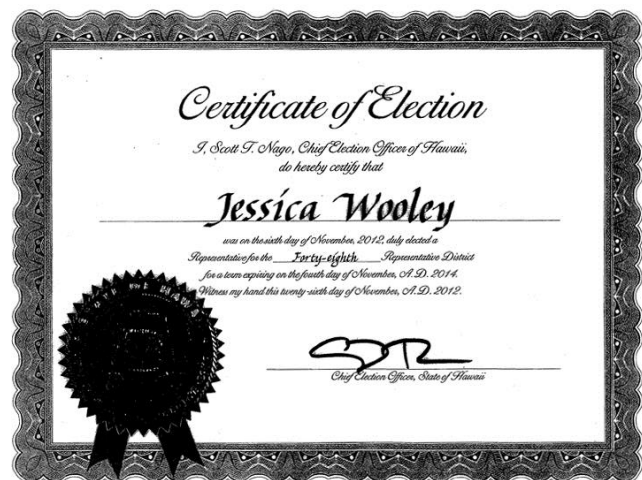 Certificate of Election
I, Scott T. Nago, Chief Election Officer of Hawaii,
do hereby certify that
Jessica Wooley
was on the sixth day of November, 2012, duly elected a
Representative for the Forty-eighth Representative District
for a term expiring on the fourth day of November, A.D. 2014.
Witness my hand this twenty-sixth day of November, A.D. 2012.
Chief Election Officer, State of Hawaii